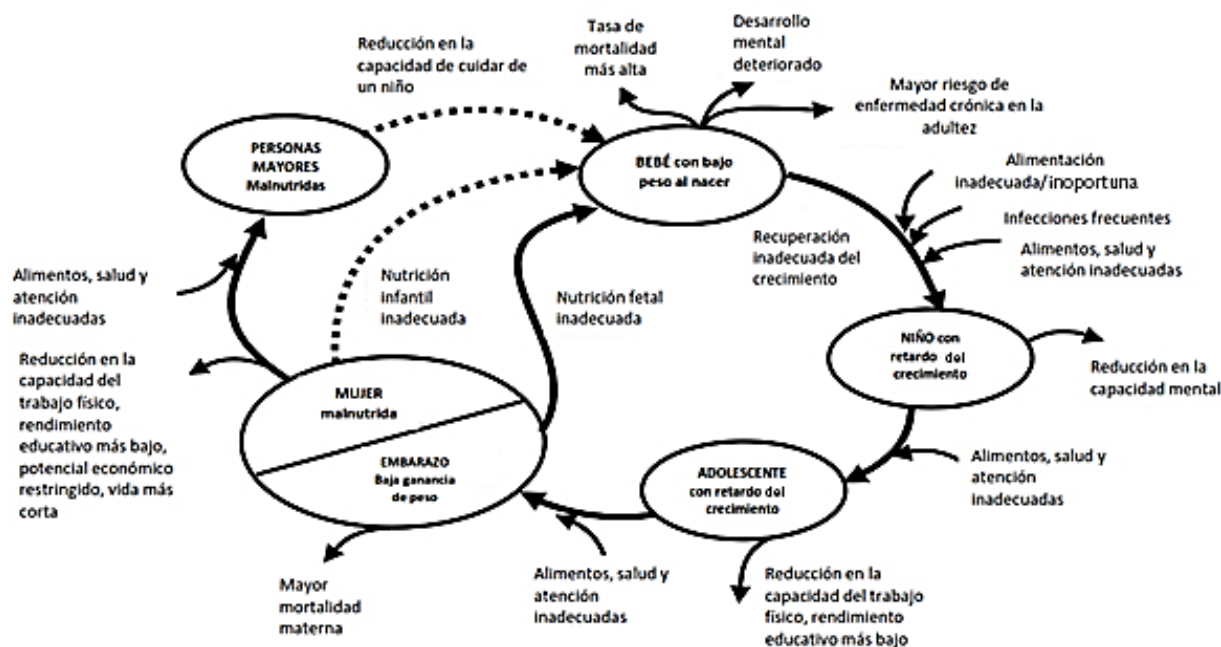 Reducción en la
capacidad de cuidar de
un niño
Tasa de
mortalidad
más alta
Desarrollo
mental
deteriorado
Mayor riesgo de
enfermedad crónica en la
adultez
PERSONAS
MAYORES
Malnutridas
BEBÉ con bajo
peso al nacer
Alimentación
inadecuada/inoportuna
Infecciones frecuentes
Alimentos, salud y
atención inadecuadas
Recuperación
inadecuada del
crecimiento
Alimentos, salud y
atención
inadecuadas
Nutrición
infantil
inadecuada
Nutrición fetal
inadecuada
NIÑO con
retardo del
crecimiento
Reducción en la
capacidad mental
Reducción en la
capacidad del
trabajo físico,
rendimiento
educativo más bajo,
potencial económico
restringido, vida más
corta
MUJER
malnutrida
EMBARAZO
Baja ganancia
de peso
ADOLESCENTE
con retardo del
crecimiento
Alimentos, salud y
atención
inadecuadas
Mayor
mortalidad
materna
Alimentos, salud y
atención
inadecuadas
Reducción en la
capacidad del trabajo
físico, rendimiento
educativo más bajo